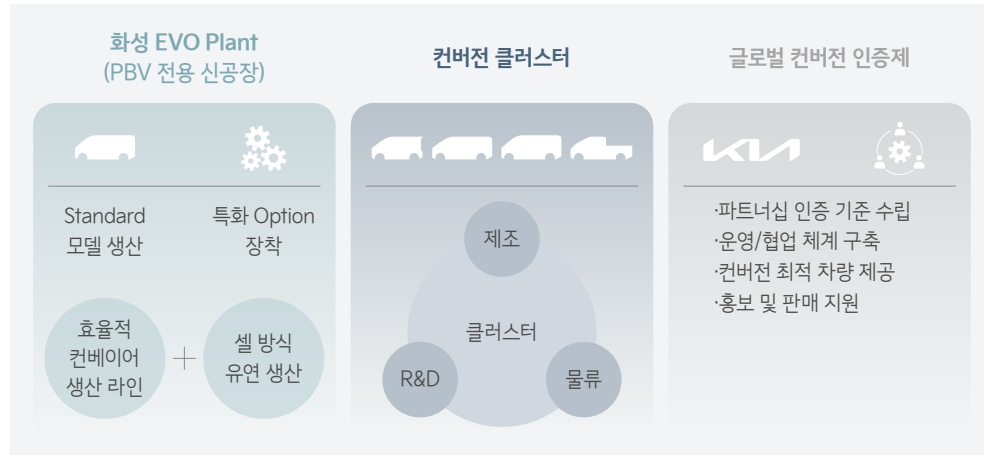 화성 EVO Plant
(PBV 전용 신공장)
Standard
모델 생산
특화 Option
장착
효율적
컨베이어
생산 라인
+
셀 방식
유연 생산
컨버전 클러스터
제조
클러스터
R&D
물류
글로벌 컨버전 인증제
KIA
·파트너십 인증 기준 수립
·운영/협업 체계 구축
·컨버전 최적 차량 제공
·홍보 및 판매 지원